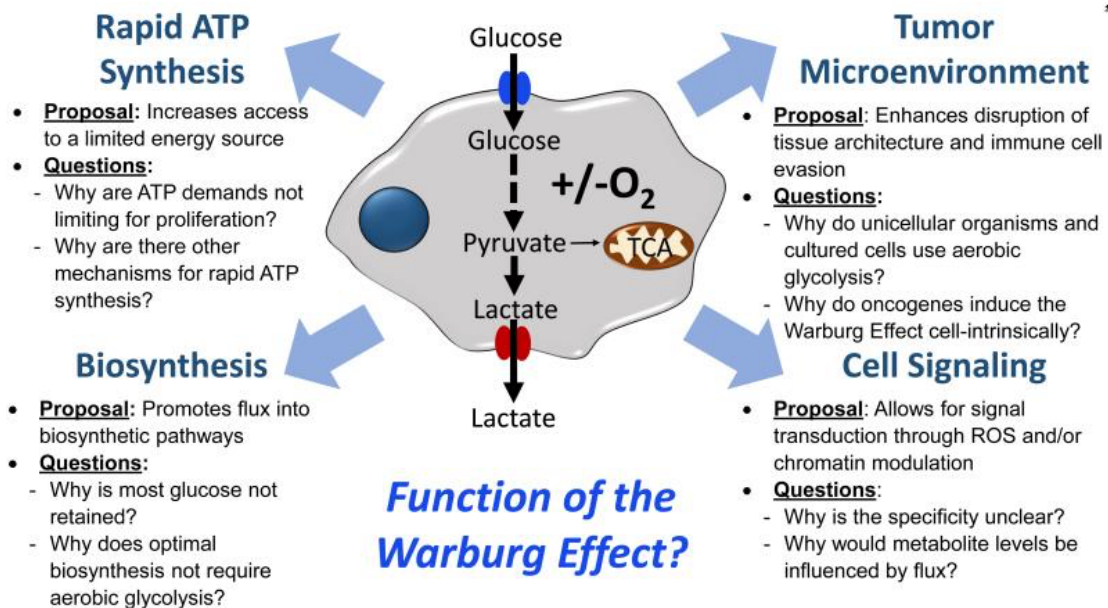 Rapid ATP
Synthesis
• Proposal: Increases access
to a limited energy source
• Questions:
- Why are ATP demands not
limiting for proliferation?
- Why are there other
mechanisms for rapid ATP
synthesis?
Biosynthesis
• Proposal: Promotes flux into
biosynthetic pathways
• Questions:
- Why is most glucose not
retained?
- Why does optimal
biosynthesis not require
aerobic glycolysis?
Glucose
Glucose
+/-O₂
Pyruvate
TCA
Lactate
Lactate
Function of the
Warburg Effect?
Tumor
Microenvironment
• Proposal: Enhances disruption of
tissue architecture and immune cell
evasion
• Questions:
- Why do unicellular organisms and
cultured cells use aerobic
glycolysis?
- Why do oncogenes induce the
Warburg Effect cell-intrinsically?
Cell Signaling
• Proposal: Allows for signal
transduction through ROS and/or
chromatin modulation
• Questions:
- Why is the specificity unclear?
- Why would metabolite levels be
influenced by flux?